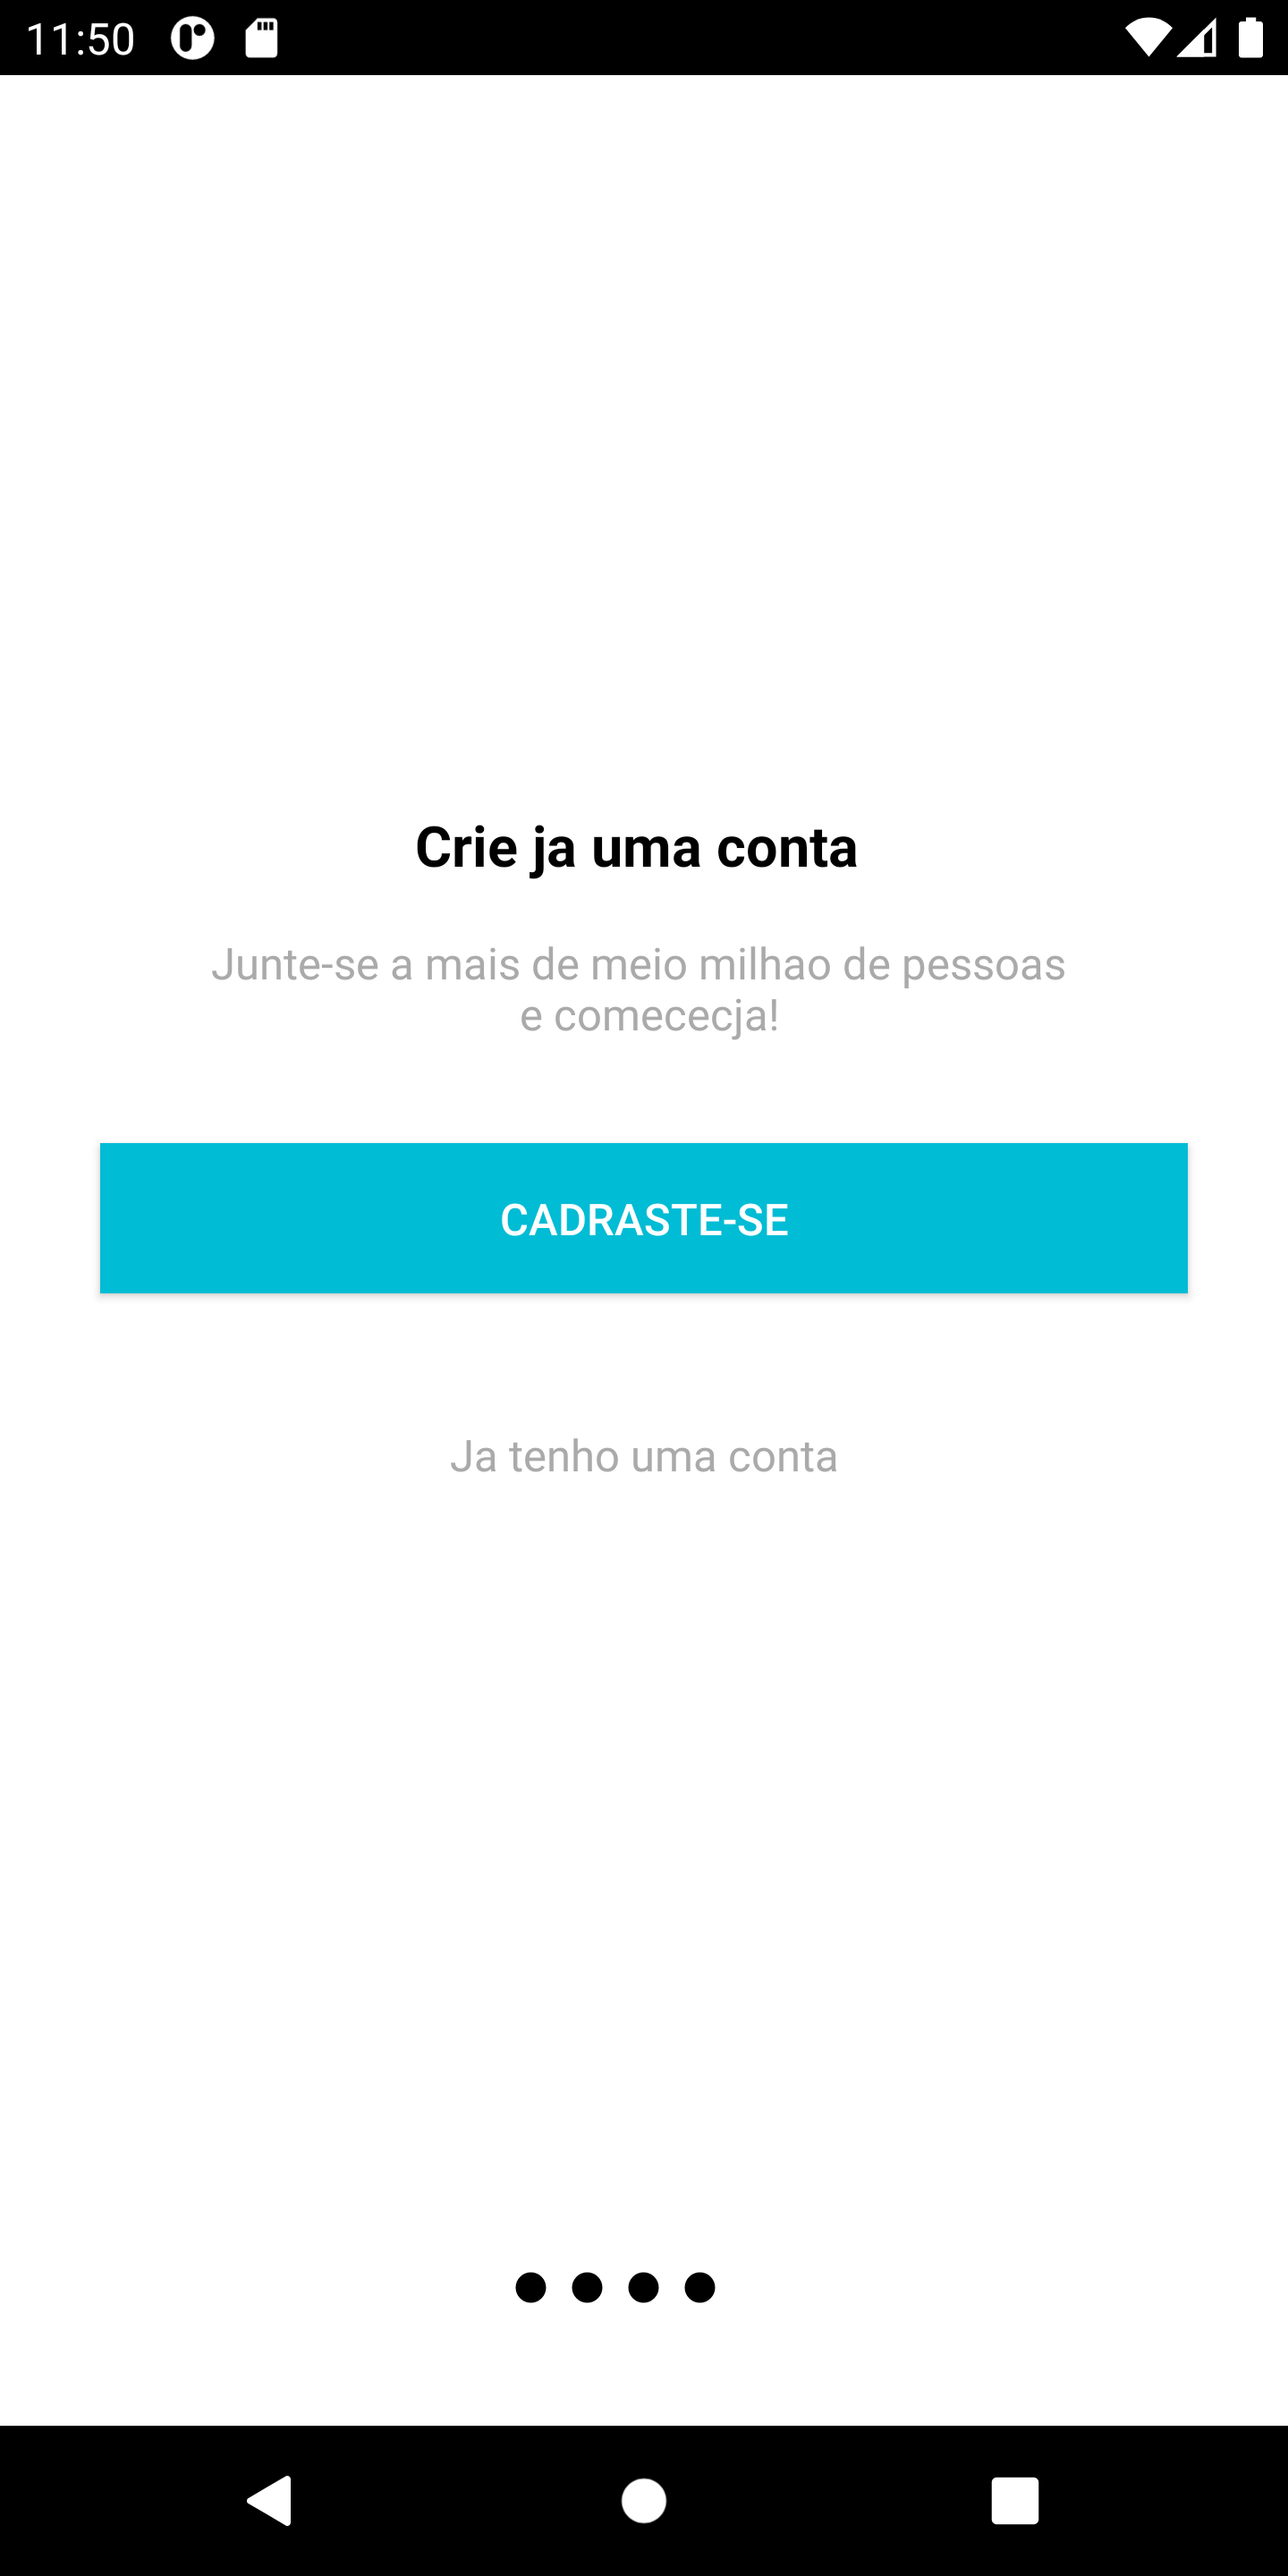 11:50
Crie ja uma conta
Junte-se a mais de meio milhao de pessoas
e comececja!
CADRASTE-SE
Ja tenho uma conta